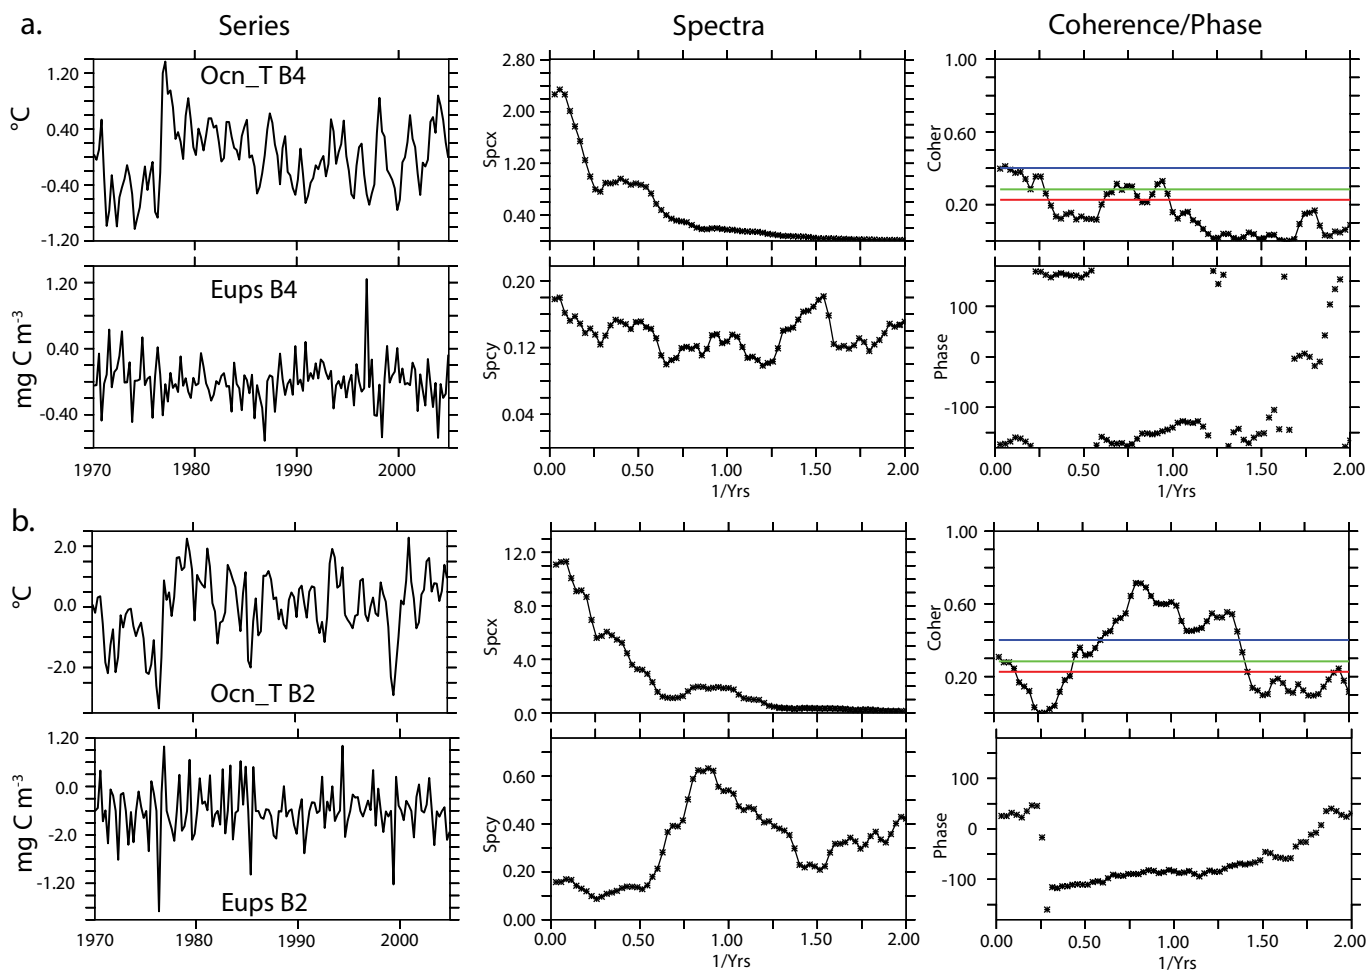 a.
Series
Spectra
Coherence/Phase
Ocn_T B4
°C
1.20
0.40
-0.40
-1.20
1980
1990
2000
Spcx
2.80
2.00
1.20
0.40
Coher
1.00
0.60
0.20
Eups B4
mg C m-3
1.20
0.40
-0.40
1970
1980
1990
2000
Spcy
0.20
0.12
0.04
0.00
0.50
1.00
1.50
2.00
1/Yrs
Phase
100
0
-100
0.00
0.50
1.00
1.50
2.00
1/Yrs
b.
Ocn_T B2
°C
2.0
0.0
-2.0
Spcx
12.0
8.0
4.0
0.0
Coher
1.00
0.60
0.20
Eups B2
mg C m-3
1.20
0.0
-2.0
-1.20
1970
1980
1990
2000
Spcy
0.60
0.40
0.20
0.00
0.00
0.50
1.00
1.50
2.00
1/Yrs
Phase
100
0
-100
0.00
0.50
1.00
1.50
2.00
1/Yrs